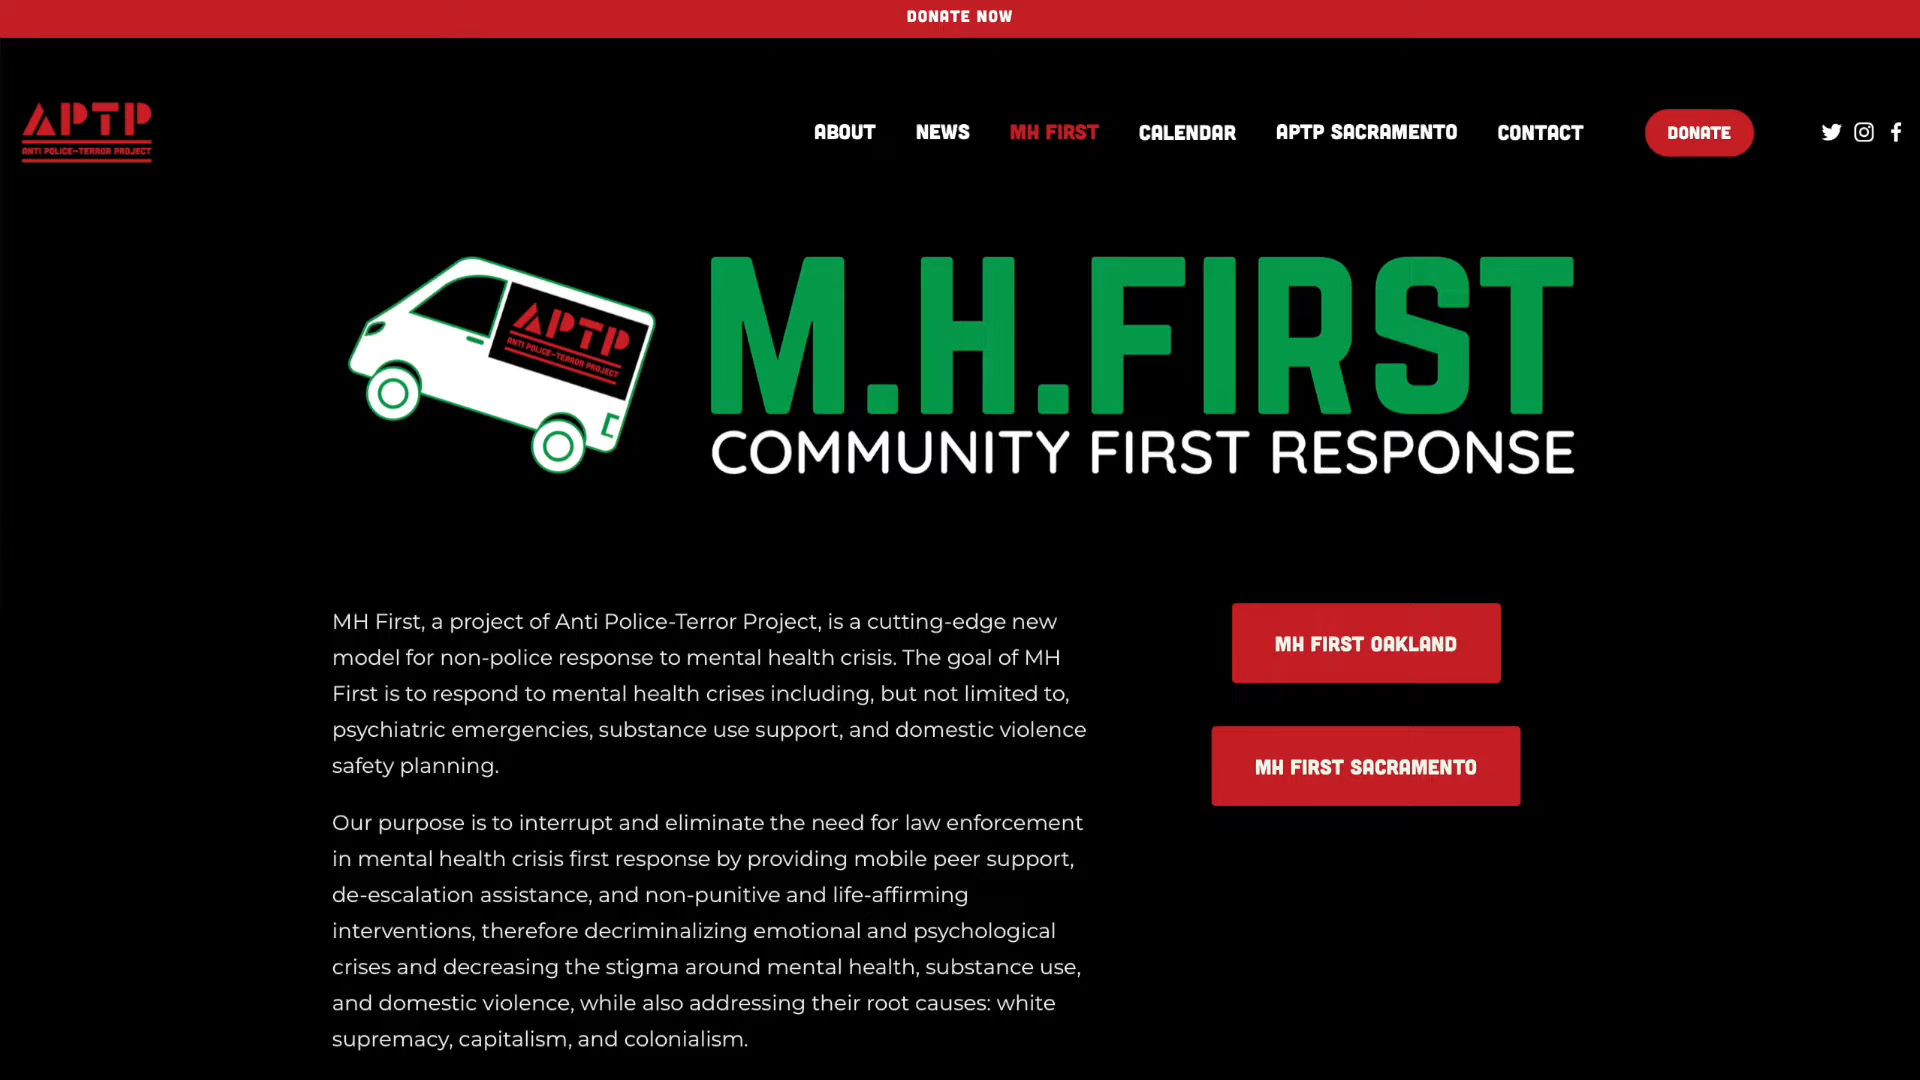 DONATE NOW
APTP
ANTI POLICE-TERROR PROJECT
ABOUT NEWS MH FIRST CALENDAR APTP SACRAMENTO CONTACT DONATE
APTP
ANTI POLICE-TERROR PROJECT
M.H.FIRST
COMMUNITY FIRST RESPONSE
MH First, a project of Anti Police-Terror Project, is a cutting-edge new
model for non-police response to mental health crisis. The goal of MH
First is to respond to mental health crises including, but not limited to,
psychiatric emergencies, substance use support, and domestic violence
safety planning.
Our purpose is to interrupt and eliminate the need for law enforcement
in mental health crisis first response by providing mobile peer support,
de-escalation assistance, and non-punitive and life-affirming
interventions, therefore decriminalizing emotional and psychological
crises and decreasing the stigma around mental health, substance use,
and domestic violence, while also addressing their root causes: white
supremacy, capitalism, and colonialism.
MH FIRST OAKLAND
MH FIRST SACRAMENTO